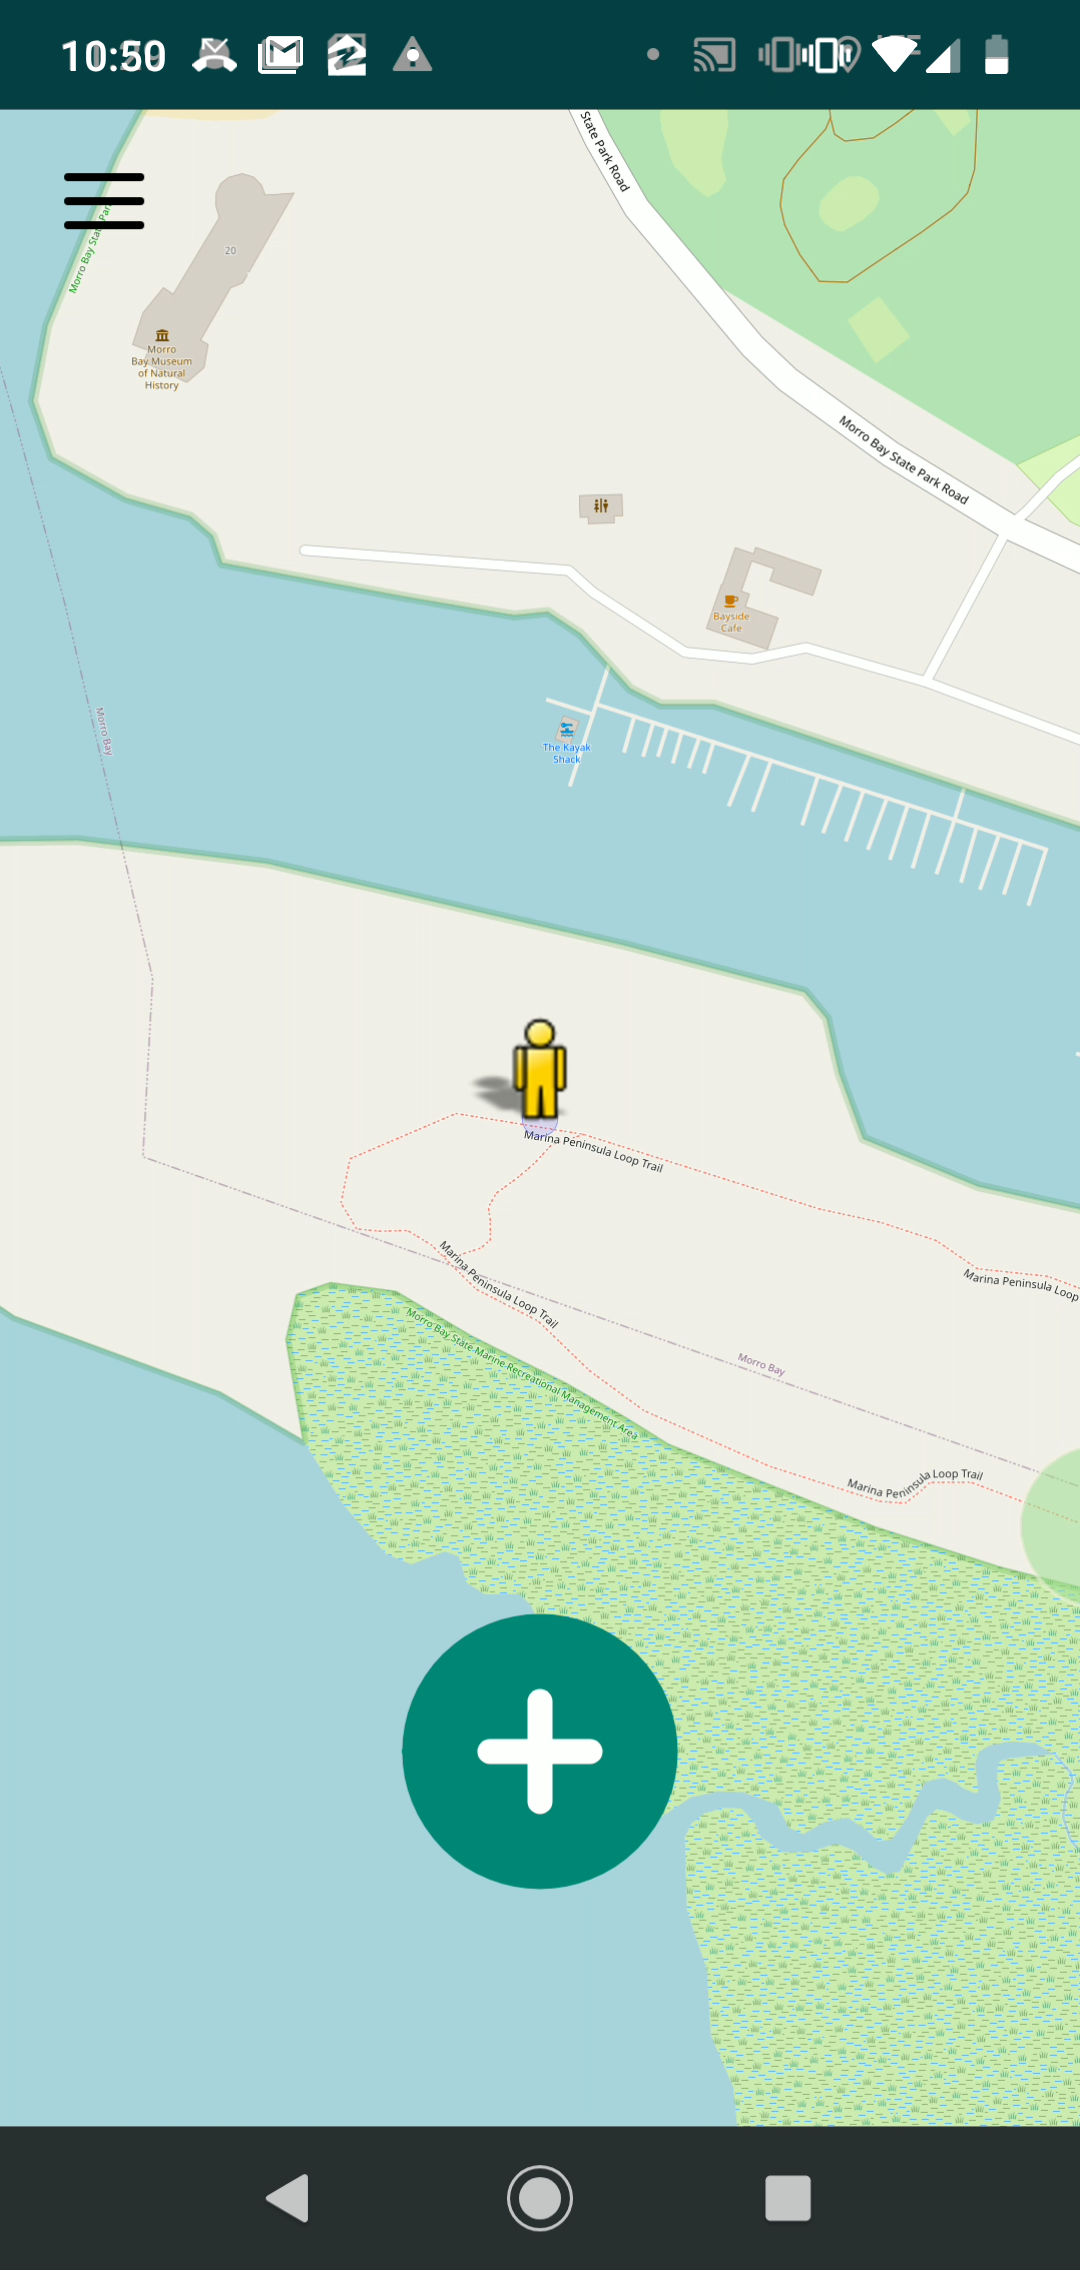 10:50
State Park Road
Morro Bay State Par
20
Morro
Bay Museum
of Natural
History
Morro Bay State Park Road
Bayside
Cafe
Morro Bay
The Kayak
Shack
Marina Peninsula Loop Trail
Marina Peninsula Loop Trail
Marina Peninsula Loop
Morro Bay State Marine Recreational Management Area
Morro Bay
Marina Peninsula Loop Trail